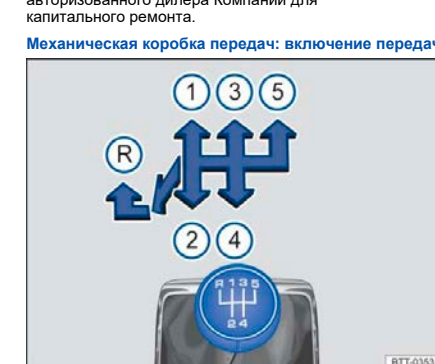 авторизованного дилера Компании для
капитального ремонта.
Механическая коробка передач: включение передач
1 3 5
R
2 4
R 1 3 5
2 4
BTT-0353